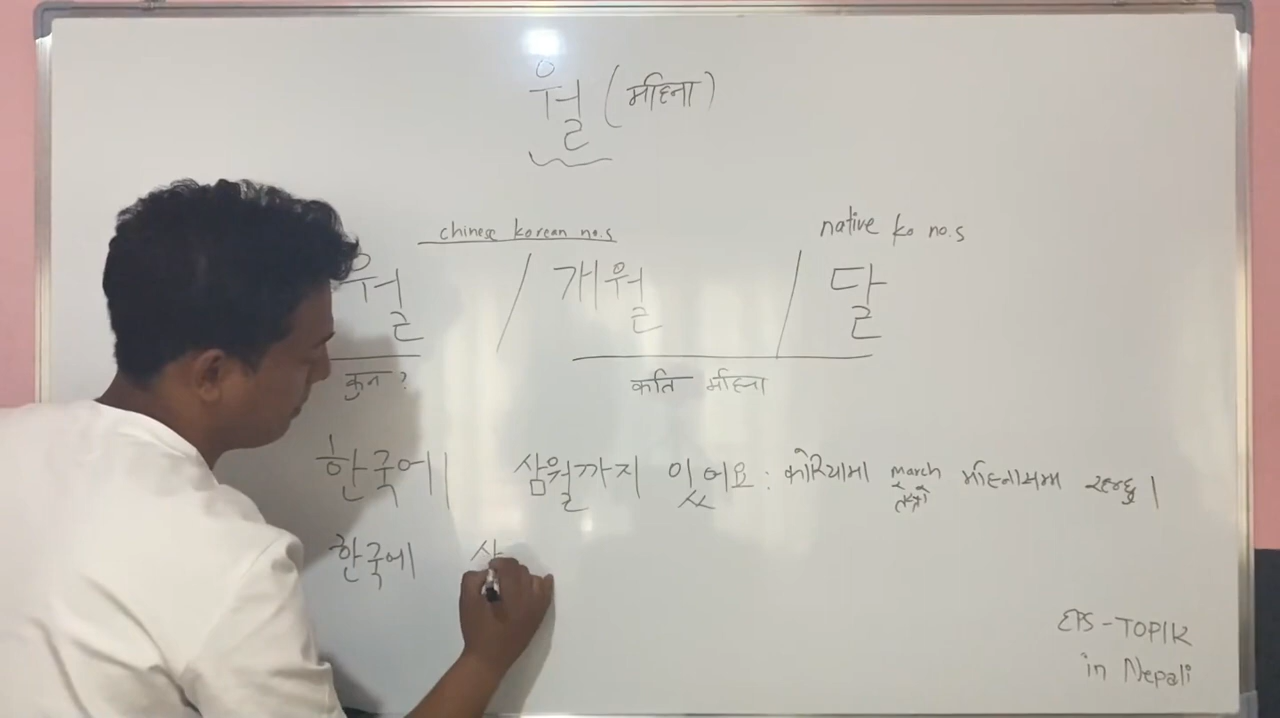 월 (महिना)
chinese korean no.s
native ko no.s
월 / 개월 / 달
कुन ?
कति महिना
한국에 삼월까지 있어요 : कोरियामा march महिनासम्म रहन्छु ।
तेस्रो
한국에 사
EPS-TOPIK
in Nepali